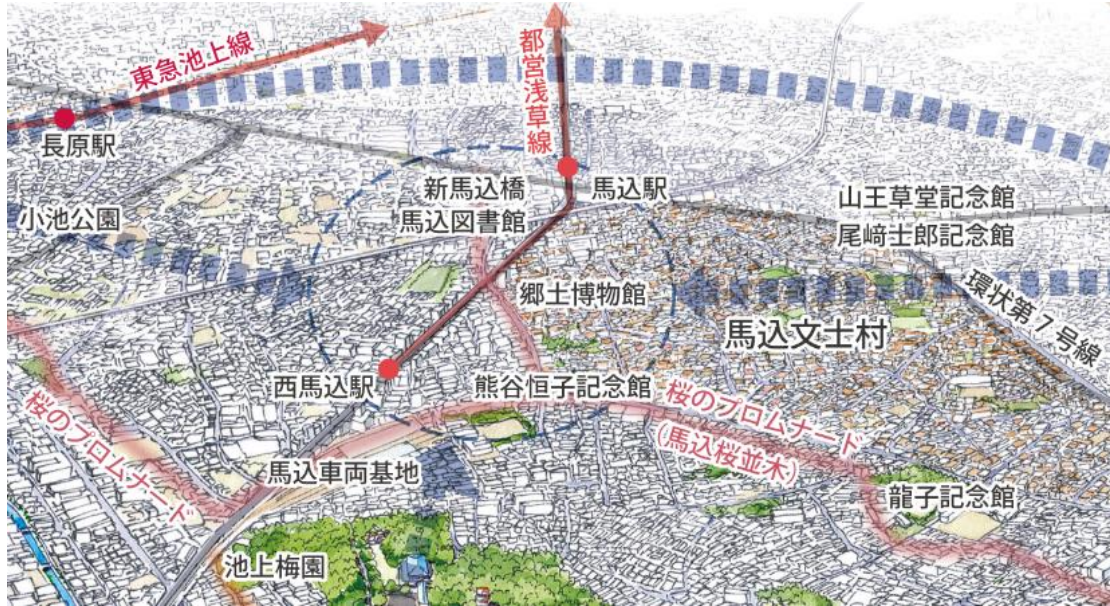 東急池上線
都営浅草線
長原駅
新馬込橋
馬込駅
山王草堂記念館
小池公園
馬込図書館
尾﨑士郎記念館
郷土博物館
環状第7号線
馬込文士村
西馬込駅
熊谷恒子記念館
桜のプロムナード
桜のプロムナード
(馬込桜並木)
馬込車両基地
龍子記念館
池上梅園